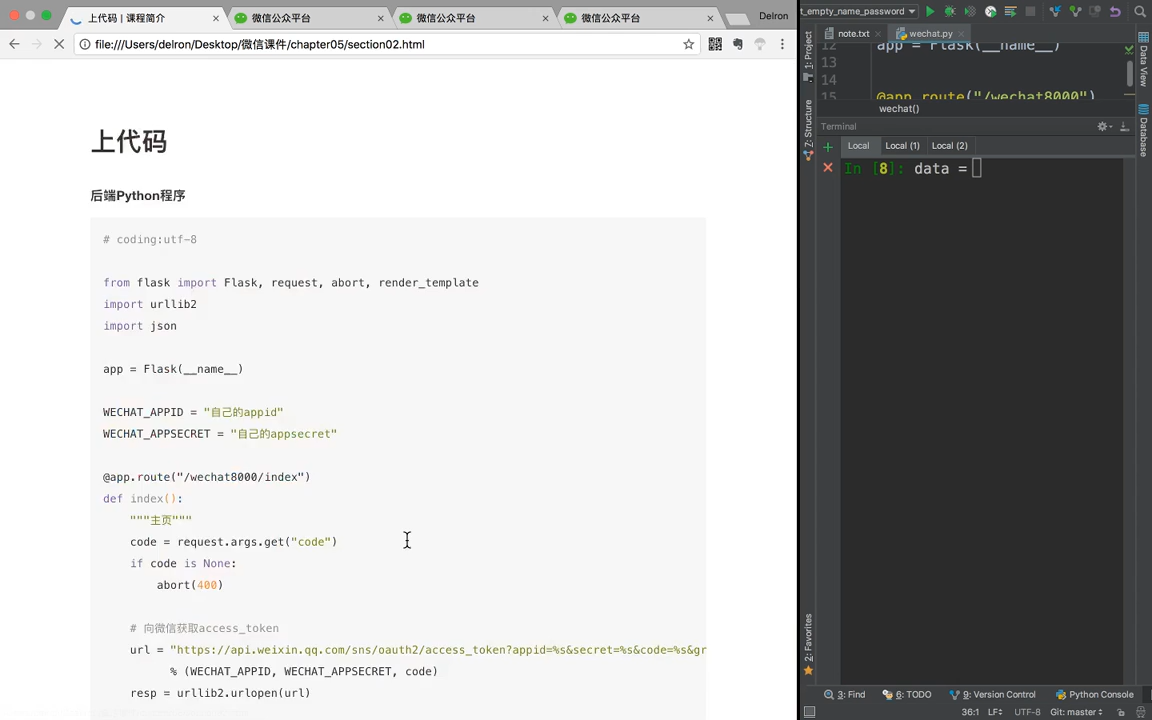 上代码 | 课程简介
微信公众平台
微信公众平台
微信公众平台
Delron
file:///Users/delron/Desktop/微信课件/chapter05/section02.html
上代码
后端Python程序
# coding:utf-8
from flask import Flask, request, abort, render_template
import urllib2
import json
app = Flask(__name__)
WECHAT_APPID = "自己的appid"
WECHAT_APPSECRET = "自己的appsecret"
@app.route("/wechat8000/index")
def index():
"""主页"""
code = request.args.get("code")
if code is None:
abort(400)
# 向微信获取access_token
url = "https://api.weixin.qq.com/sns/oauth2/access_token?appid=%s&secret=%s&code=%s&gr
% (WECHAT_APPID, WECHAT_APPSECRET, code)
resp = urllib2.urlopen(url)
t_empty_name_password
note.txt
wechat.py
12 app = Flask(__name__)
13
14
15 @app.route("/wechat8000")
wechat()
Terminal
Local
Local (1)
Local (2)
In [8]: data =
1: Project
7: Structure
2: Favorites
Data View
Database
3: Find
6: TODO
9: Version Control
Python Console
36:1
LF
UTF-8
Git: master